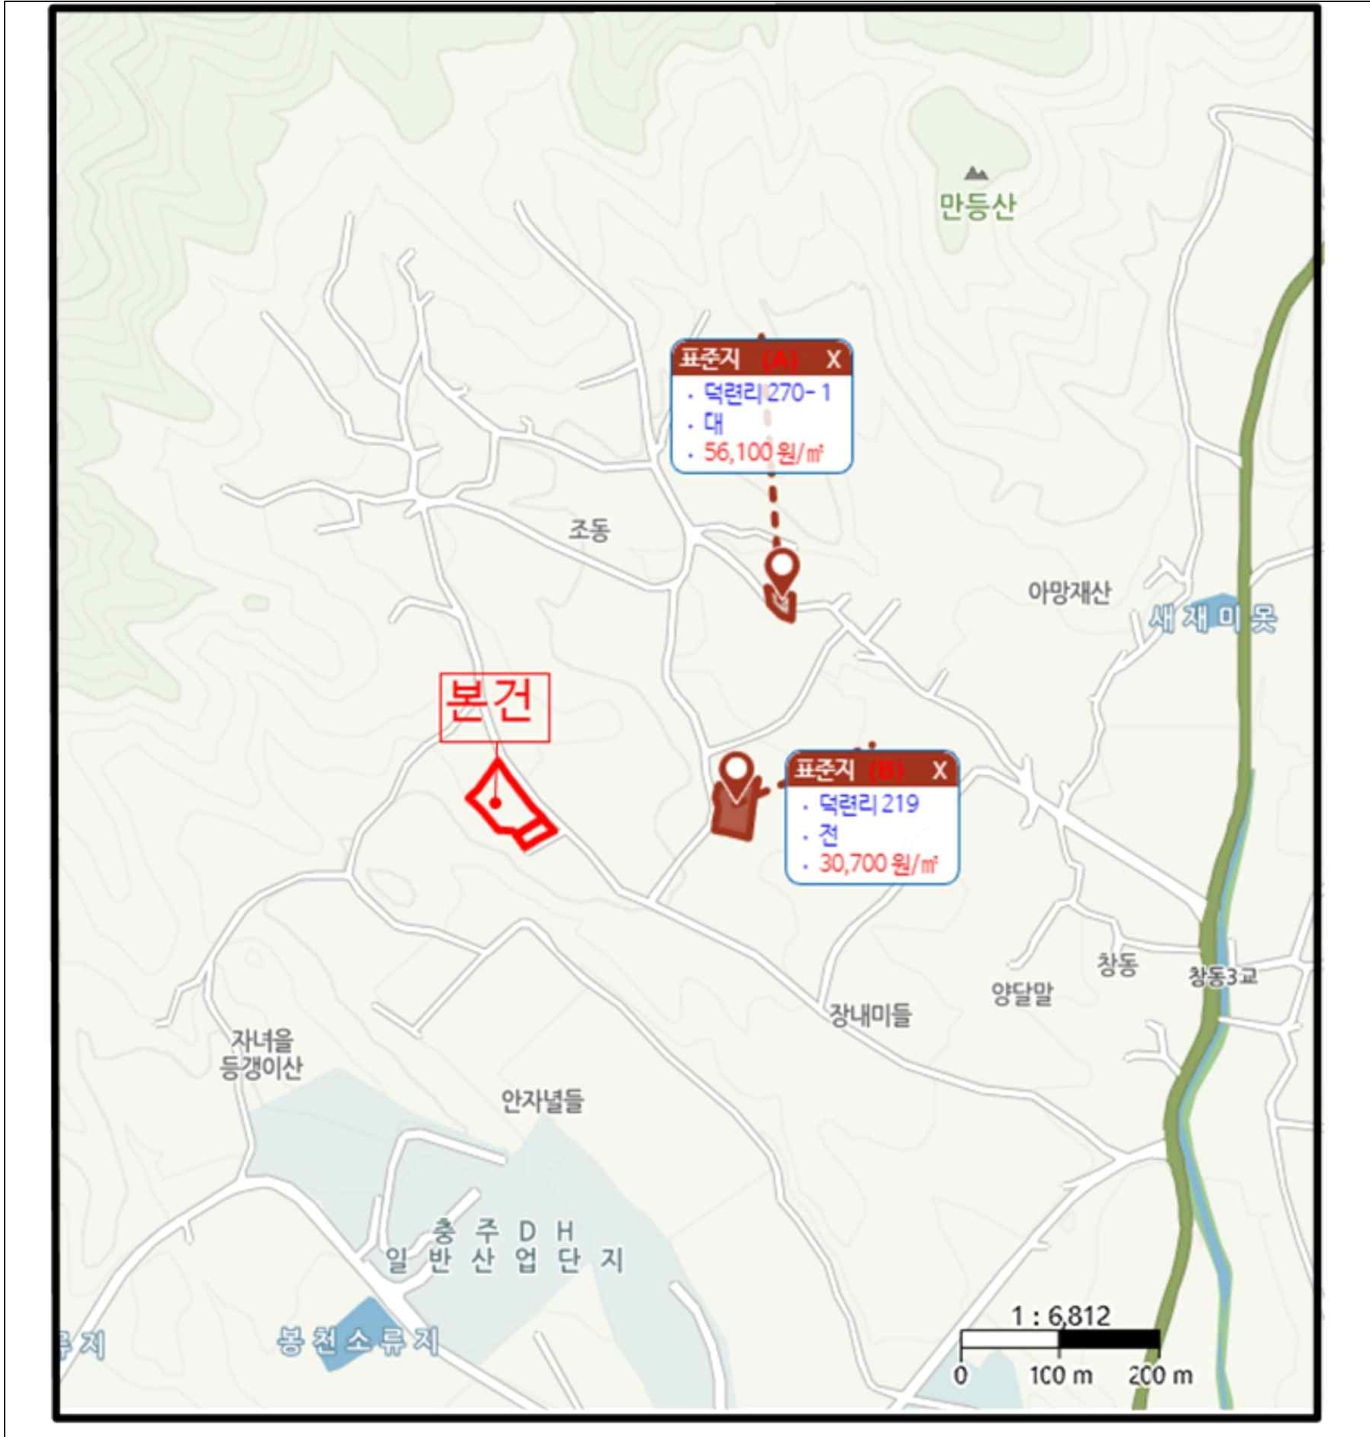 만등산
표준지 (A) X
· 덕련리 270-1
· 대
· 56,100 원/㎡
조동
아망재산
새재미못
본건
표준지 (B) X
· 덕련리 219
· 전
· 30,700 원/㎡
창동
창동3교
양달말
장내미들
자녀울
등갱이산
안자녈들
충주DH
일반산업단지
봉천소류지
류지
1 : 6,812
0 100 m 200 m